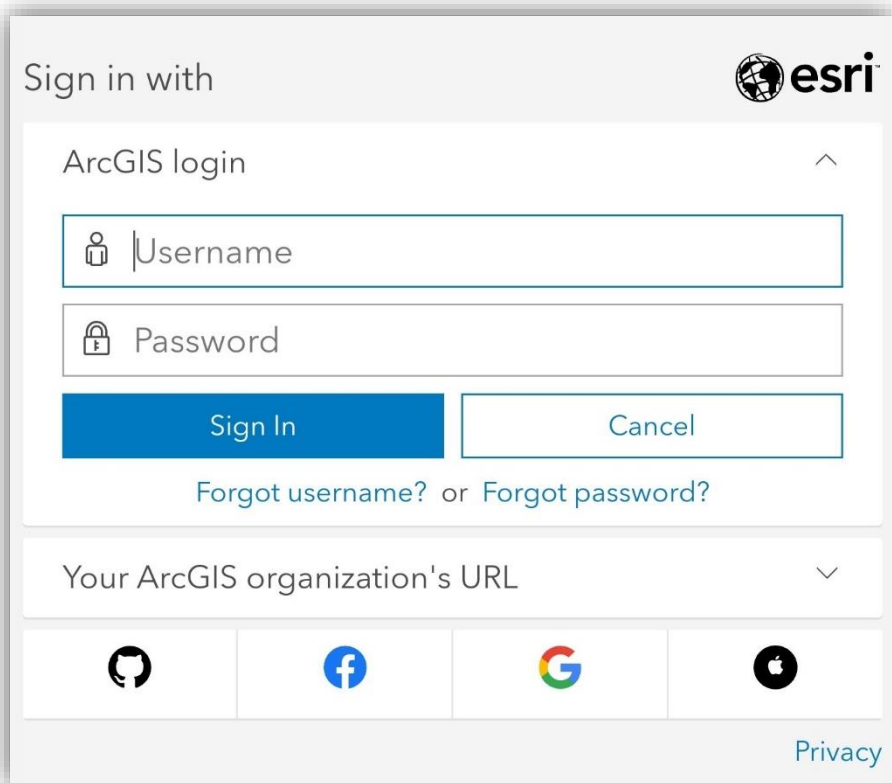 Sign in with
esri
ArcGIS login
Username
Password
Sign In
Cancel
Forgot username? or Forgot password?
Your ArcGIS organization's URL
Privacy